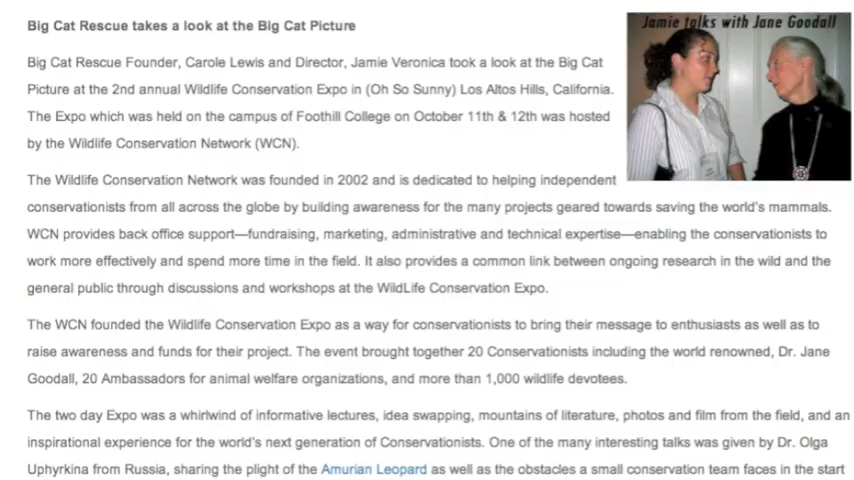 Big Cat Rescue takes a look at the Big Cat Picture
Jamie talks with Jane Goodall
Big Cat Rescue Founder, Carole Lewis and Director, Jamie Veronica took a look at the Big Cat
Picture at the 2nd annual Wildlife Conservation Expo in (Oh So Sunny) Los Altos Hills, California.
The Expo which was held on the campus of Foothill College on October 11th & 12th was hosted
by the Wildlife Conservation Network (WCN).
The Wildlife Conservation Network was founded in 2002 and is dedicated to helping independent
conservationists from all across the globe by building awareness for the many projects geared towards saving the world's mammals.
WCN provides back office support—fundraising, marketing, administrative and technical expertise—enabling the conservationists to
work more effectively and spend more time in the field. It also provides a common link between ongoing research in the wild and the
general public through discussions and workshops at the WildLife Conservation Expo.
The WCN founded the Wildlife Conservation Expo as a way for conservationists to bring their message to enthusiasts as well as to
raise awareness and funds for their project. The event brought together 20 Conservationists including the world renowned, Dr. Jane
Goodall, 20 Ambassadors for animal welfare organizations, and more than 1,000 wildlife devotees.
The two day Expo was a whirlwind of informative lectures, idea swapping, mountains of literature, photos and film from the field, and an
inspirational experience for the world's next generation of Conservationists. One of the many interesting talks was given by Dr. Olga
Uphyrkina from Russia, sharing the plight of the Amurian Leopard as well as the obstacles a small conservation team faces in the start